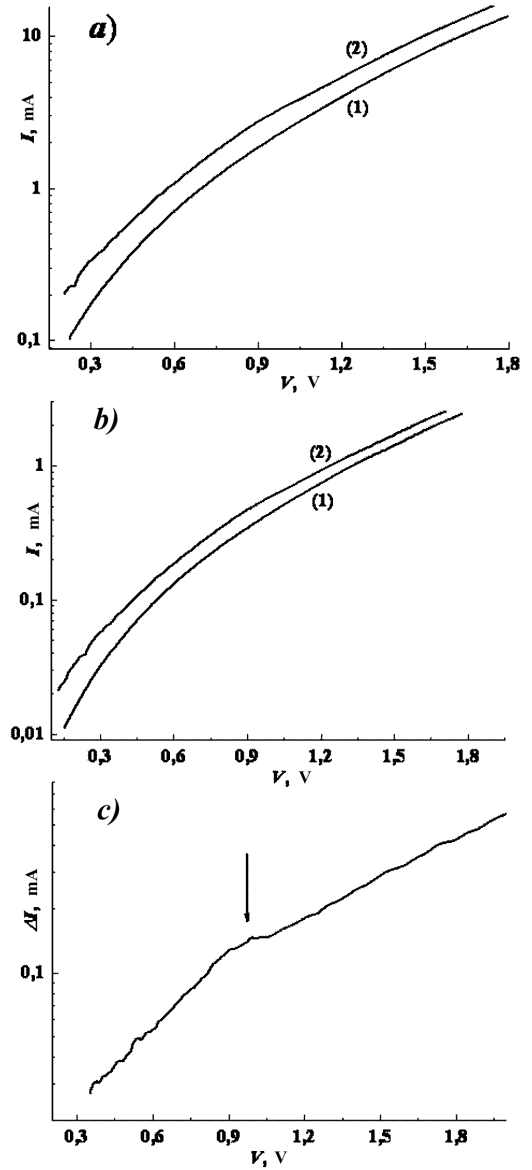 a)
10
1
0,1
I, mA
(2)
(1)
0,3 0,6 0,9 1,2 1,5 1,8
V, V
b)
1
0,1
0,01
I, mA
(2)
(1)
0,3 0,6 0,9 1,2 1,5 1,8
V, V
c)
0,1
ΔI, mA
0,3 0,6 0,9 1,2 1,5 1,8
V, V